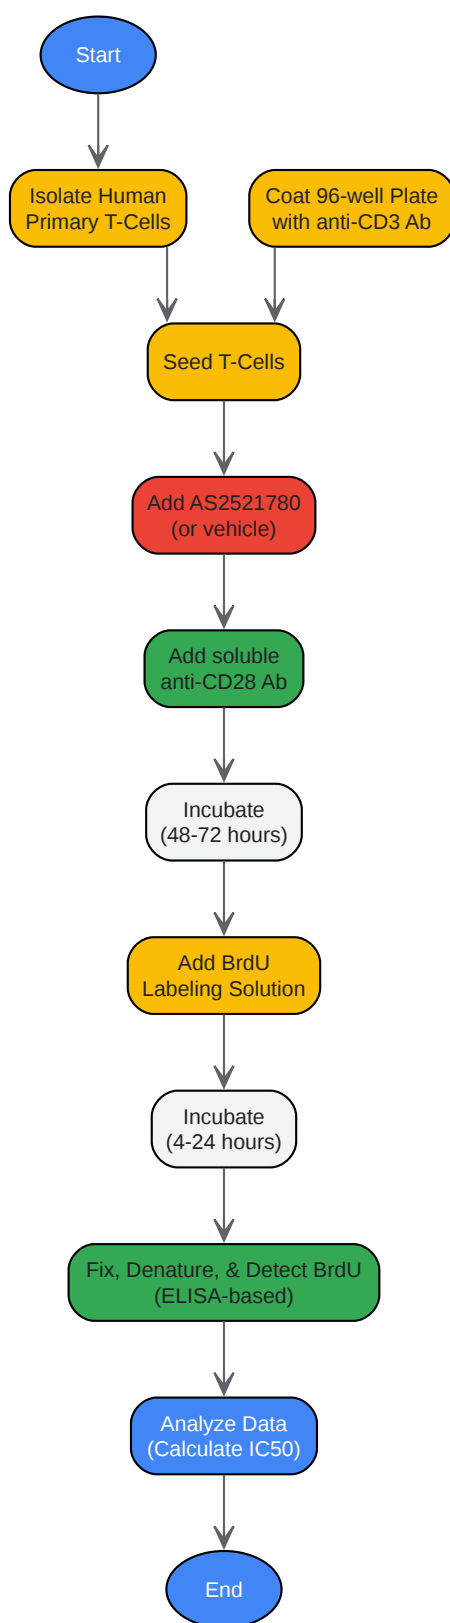 Start
Isolate Human
Primary T-Cells
Coat 96-well Plate
with anti-CD3 Ab
Seed T-Cells
Add AS2521780
(or vehicle)
Add soluble
anti-CD28 Ab
Incubate
(48-72 hours)
Add BrdU
Labeling Solution
Incubate
(4-24 hours)
Fix, Denature, & Detect BrdU
(ELISA-based)
Analyze Data
(Calculate IC50)
End